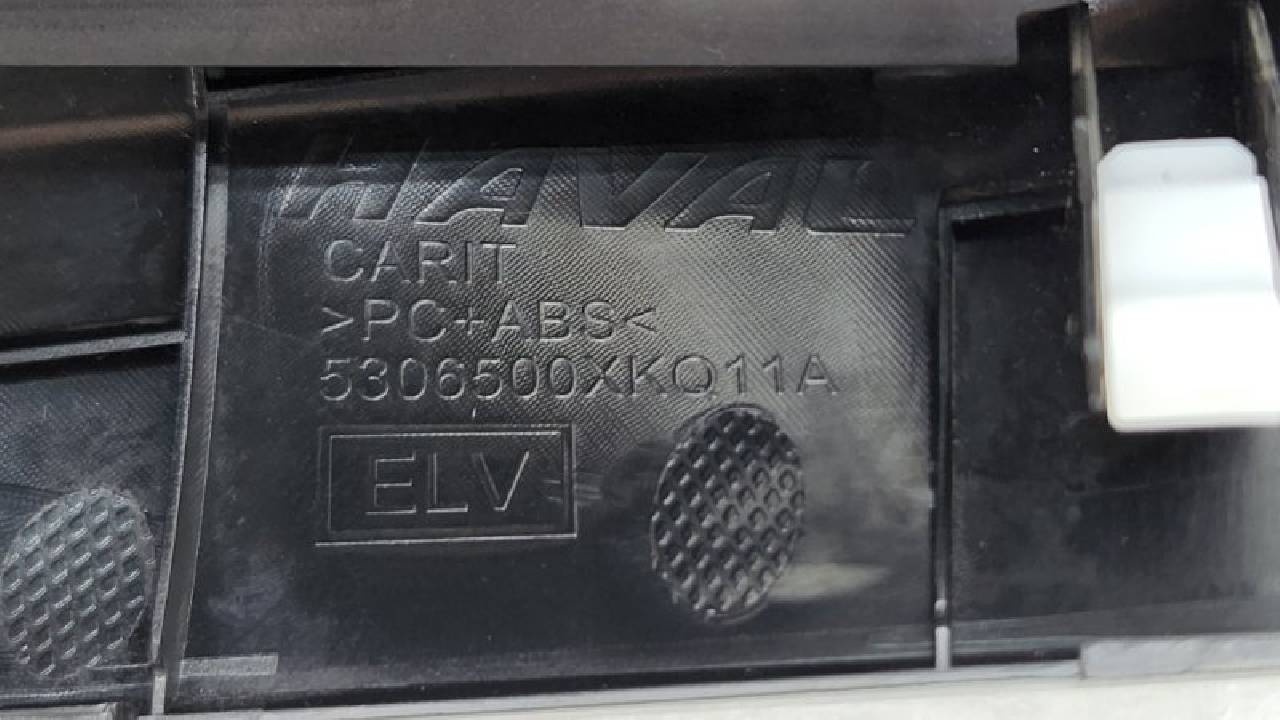 HAVAL
CARIT
>PC+ABS<
5306500XKQ11A
ELV